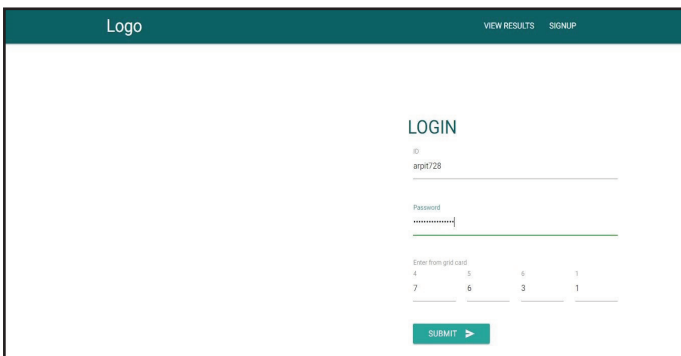 Logo VIEW RESULTS SIGNUP
LOGIN
ID
arpit728
Password
••••••••••••••••
Enter from grid card
4 5 6 1
7 6 3 1
SUBMIT